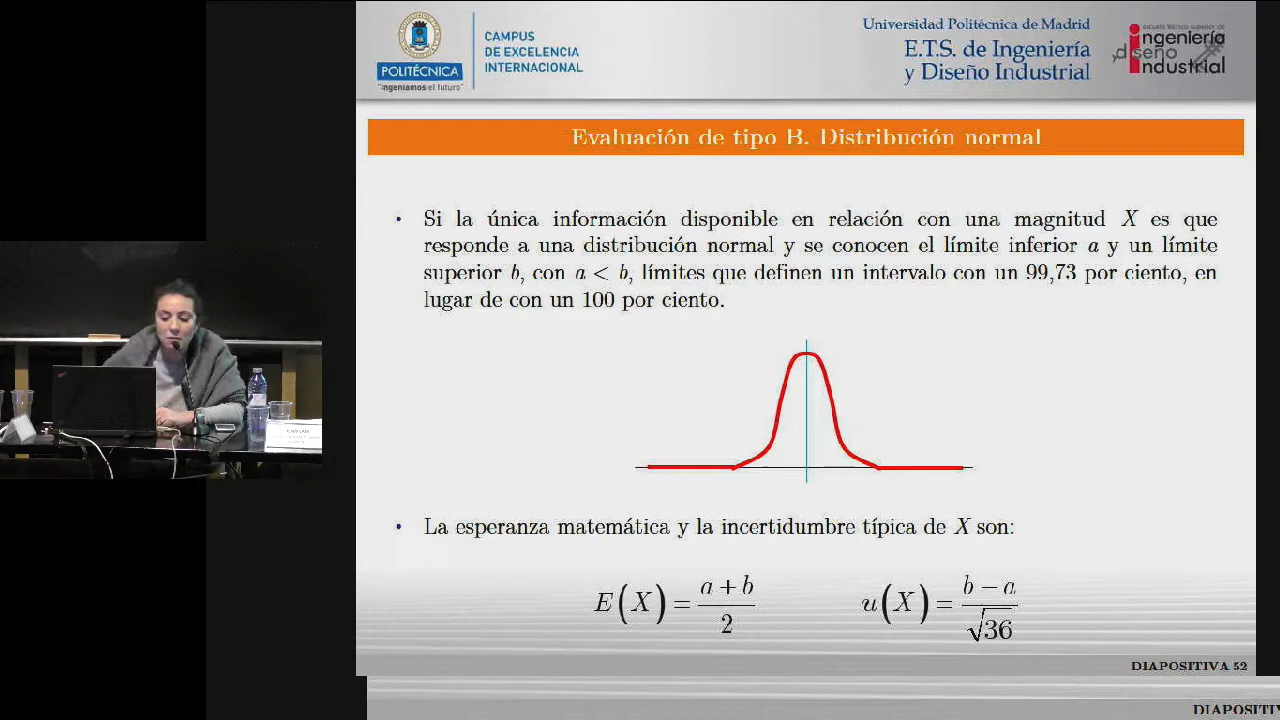 POLITÉCNICA
"Ingeniamos el futuro"
CAMPUS
DE EXCELENCIA
INTERNACIONAL
Universidad Politécnica de Madrid
E.T.S. de Ingeniería
y Diseño Industrial
escuela técnica superior de
ingeniería
y diseño
industrial
Evaluación de tipo B. Distribución normal
• Si la única información disponible en relación con una magnitud X es que
responde a una distribución normal y se conocen el límite inferior a y un límite
superior b, con a < b, límites que definen un intervalo con un 99,73 por ciento, en
lugar de con un 100 por ciento.
• La esperanza matemática y la incertidumbre típica de X son:
E(X) = (a + b)/2 u(X) = (b − a)/√36
DIAPOSITIVA 52